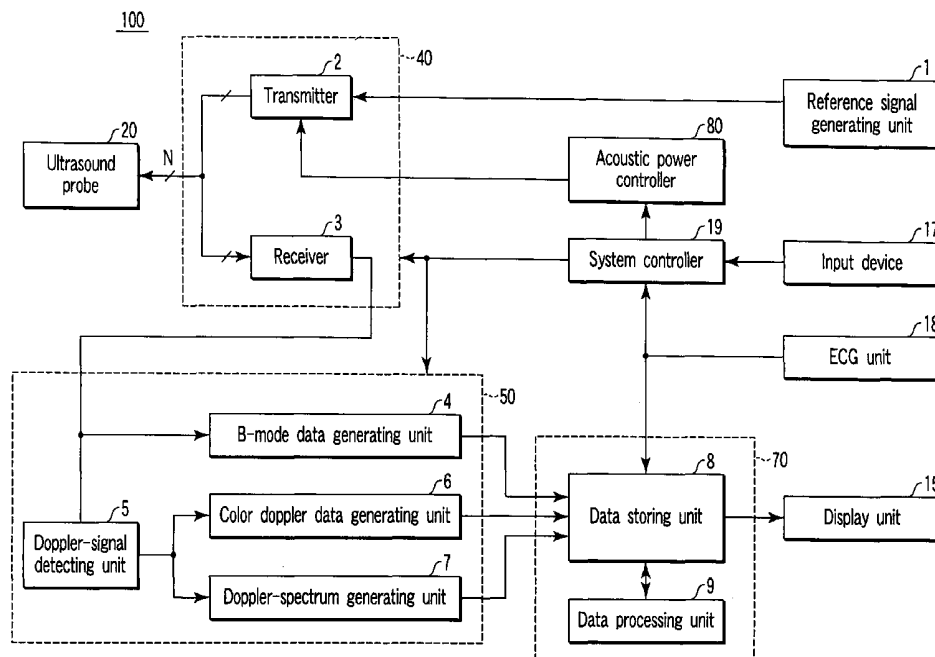 100
40
2
Transmitter
1
Reference signal
generating unit
20
Ultrasound
probe
N
80
Acoustic power
controller
3
Receiver
19
System controller
17
Input device
18
ECG unit
50
4
B-mode data generating unit
70
8
Data storing unit
15
Display unit
6
Color doppler data generating unit
5
Doppler-signal
detecting unit
7
Doppler-spectrum generating unit
9
Data processing unit